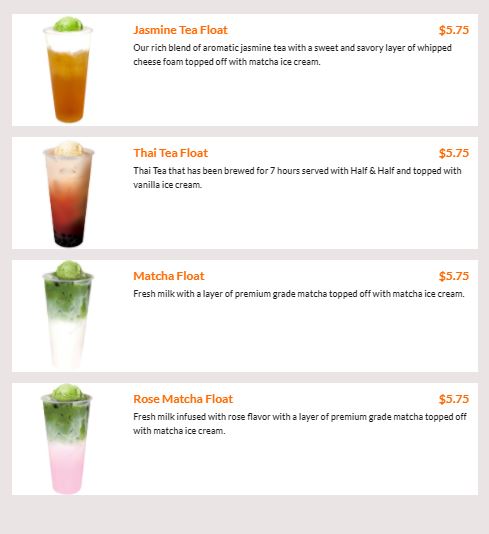 Jasmine Tea Float $5.75
Our rich blend of aromatic jasmine tea with a sweet and savory layer of whipped
cheese foam topped off with matcha ice cream.
Thai Tea Float $5.75
Thai Tea that has been brewed for 7 hours served with Half & Half and topped with
vanilla ice cream.
Matcha Float $5.75
Fresh milk with a layer of premium grade matcha topped off with matcha ice cream.
Rose Matcha Float $5.75
Fresh milk infused with rose flavor with a layer of premium grade matcha topped off
with matcha ice cream.